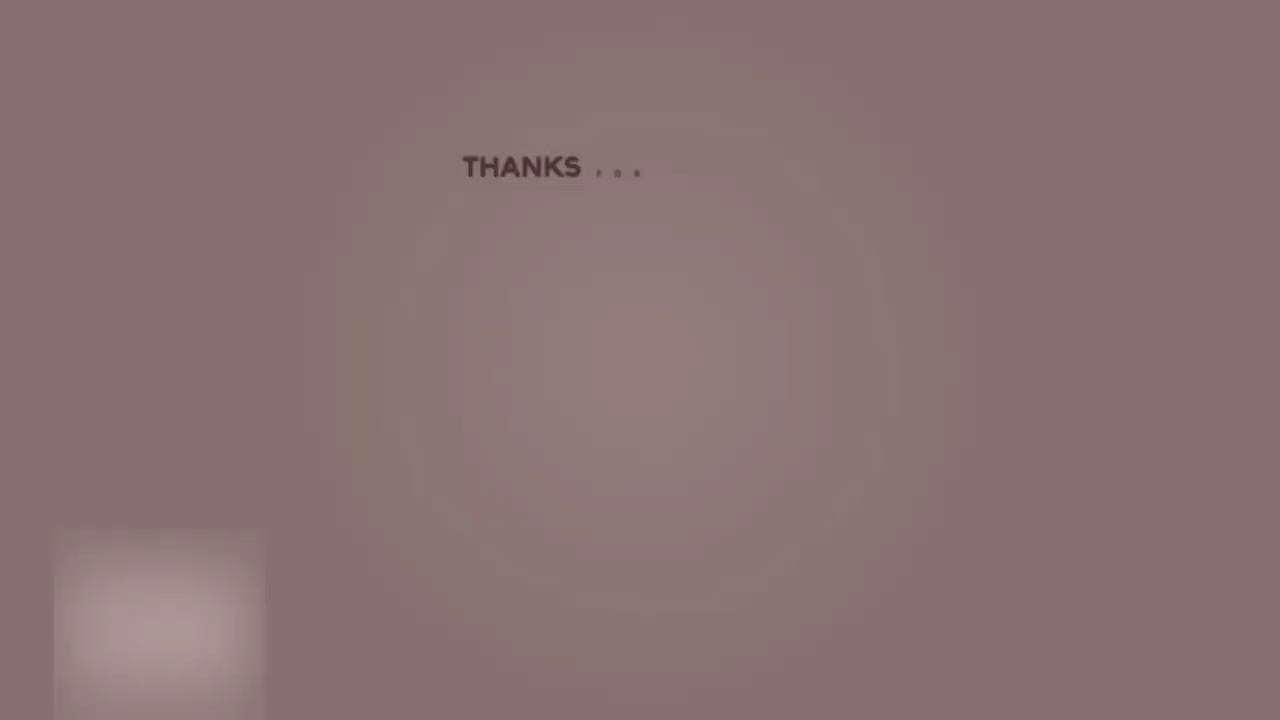 THANKS . . .